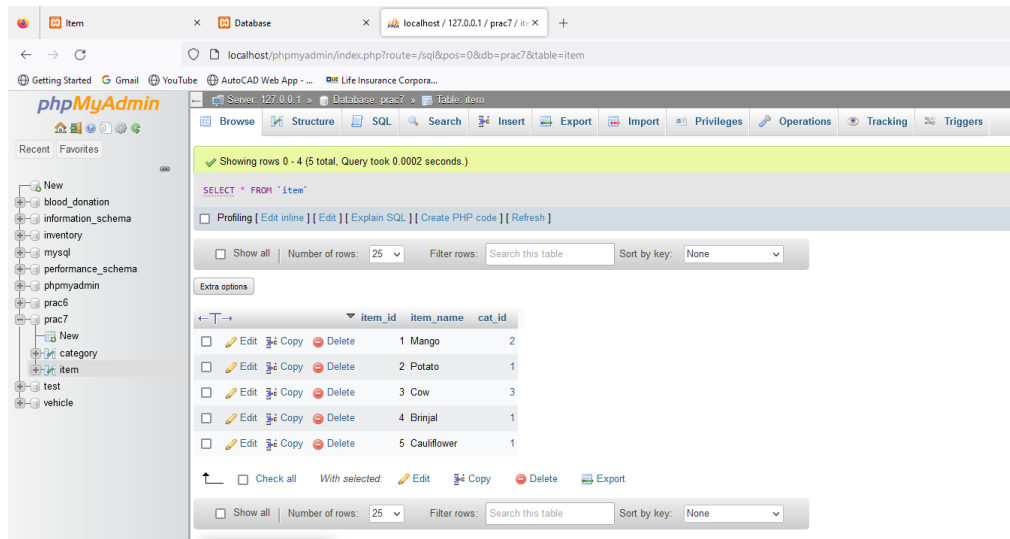 Item
Database
localhost / 127.0.0.1 / prac7 / ite
localhost/phpmyadmin/index.php?route=/sql&pos=0&db=prac7&table=item
Getting Started Gmail YouTube AutoCAD Web App - ... Life Insurance Corpora...
phpMyAdmin
Recent Favorites
New
blood_donation
information_schema
inventory
mysql
performance_schema
phpmyadmin
prac6
prac7
New
category
item
test
vehicle
Server: 127.0.0.1 » Database: prac7 » Table: item
Browse Structure SQL Search Insert Export Import Privileges Operations Tracking Triggers
Showing rows 0 - 4 (5 total, Query took 0.0002 seconds.)
SELECT * FROM `item`
Profiling [ Edit inline ] [ Edit ] [ Explain SQL ] [ Create PHP code ] [ Refresh ]
Show all | Number of rows: 25 Filter rows: Search this table Sort by key: None
Extra options
←T→ item_id item_name cat_id
Edit Copy Delete 1 Mango 2
Edit Copy Delete 2 Potato 1
Edit Copy Delete 3 Cow 3
Edit Copy Delete 4 Brinjal 1
Edit Copy Delete 5 Cauliflower 1
Check all With selected: Edit Copy Delete Export
Show all | Number of rows: 25 Filter rows: Search this table Sort by key: None